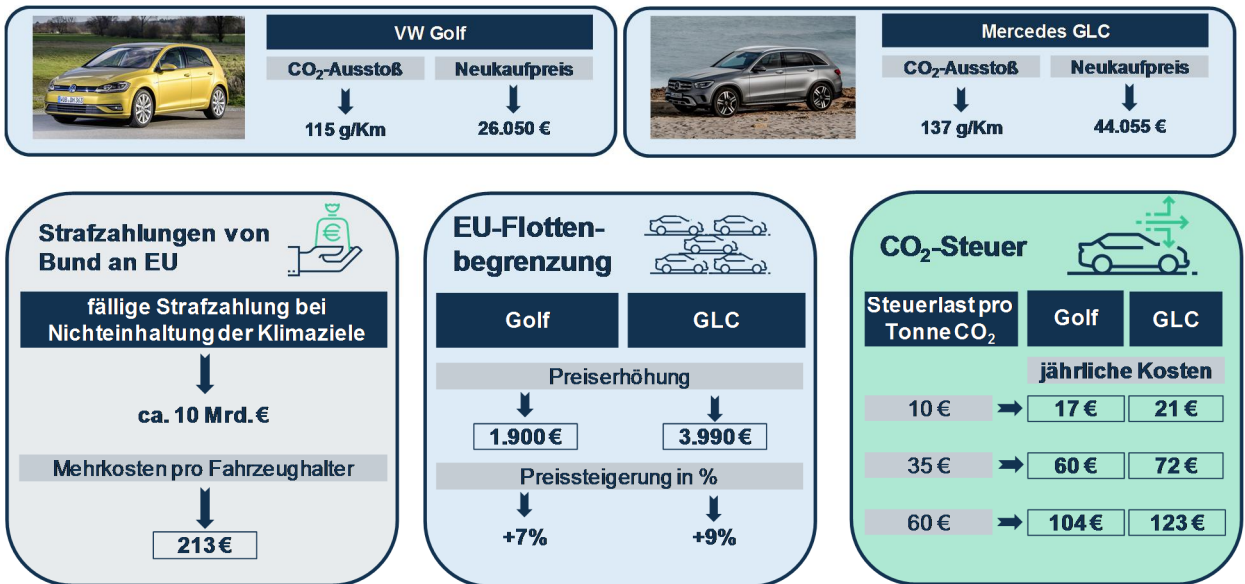 VW Golf
CO₂-Ausstoß
Neukaufpreis
115 g/Km
26.050 €
Mercedes GLC
CO₂-Ausstoß
Neukaufpreis
137 g/Km
44.055 €
Strafzahlungen von
Bund an EU
€
fällige Strafzahlung bei
Nichteinhaltung der Klimaziele
ca. 10 Mrd. €
Mehrkosten pro Fahrzeughalter
213 €
EU-Flotten-
begrenzung
Golf
GLC
Preiserhöhung
1.900 €
3.990 €
Preissteigerung in %
+7%
+9%
CO₂-Steuer
Steuerlast pro
Tonne CO₂
Golf
GLC
jährliche Kosten
10 €
17 €
21 €
35 €
60 €
72 €
60 €
104 €
123 €